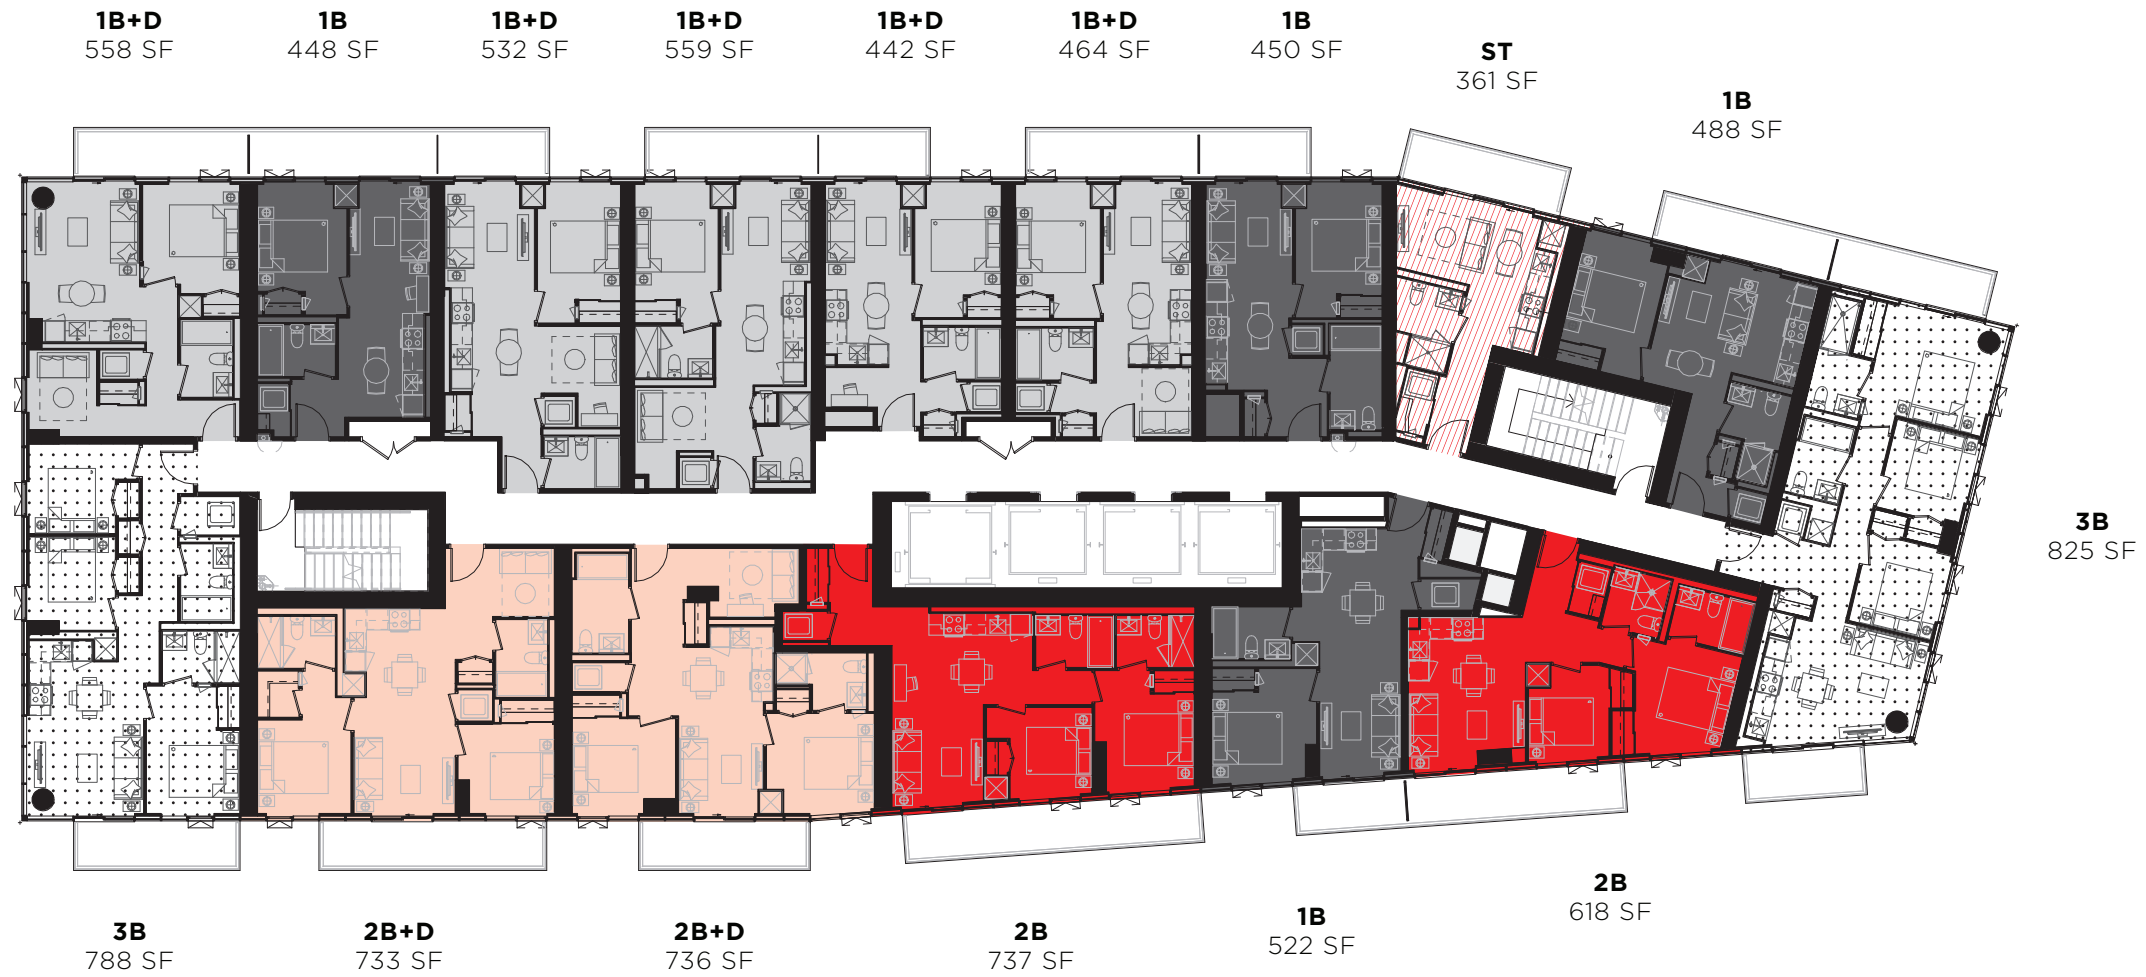 1B+D
558 SF
1B
448 SF
1B+D
532 SF
1B+D
559 SF
1B+D
442 SF
1B+D
464 SF
1B
450 SF
ST
361 SF
1B
488 SF
3B
825 SF
3B
788 SF
2B+D
733 SF
2B+D
736 SF
2B
737 SF
1B
522 SF
2B
618 SF